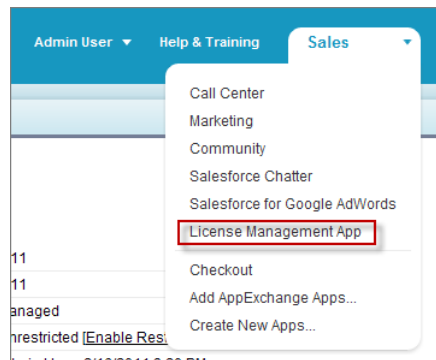 Admin User Help & Training Sales
Call Center
Marketing
Community
Salesforce Chatter
Salesforce for Google AdWords
License Management App
11
Checkout
11
Add AppExchange Apps...
anaged
Create New Apps...
nrestricted [Enable Res